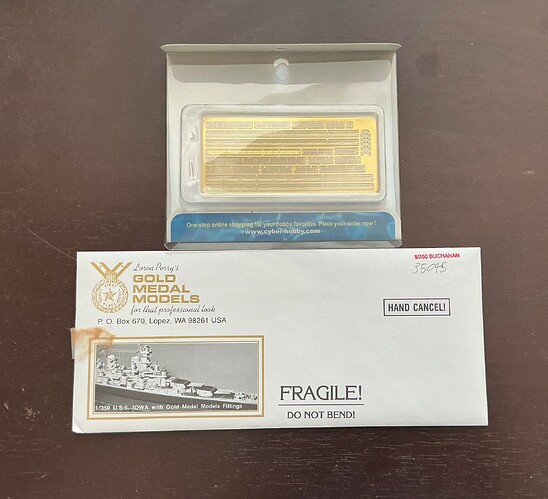 One-step online shopping for your hobby favorites. Place your order now !
www.cyber-hobby.com
Loren Perry's
GOLD
MEDAL
MODELS
for that professional look
P. O. Box 670, Lopez, WA 98261 USA
1/350 BUCHANAN
35045
HAND CANCEL!
1/350 U.S.S. IOWA with Gold Medal Models Fittings
FRAGILE!
DO NOT BEND!